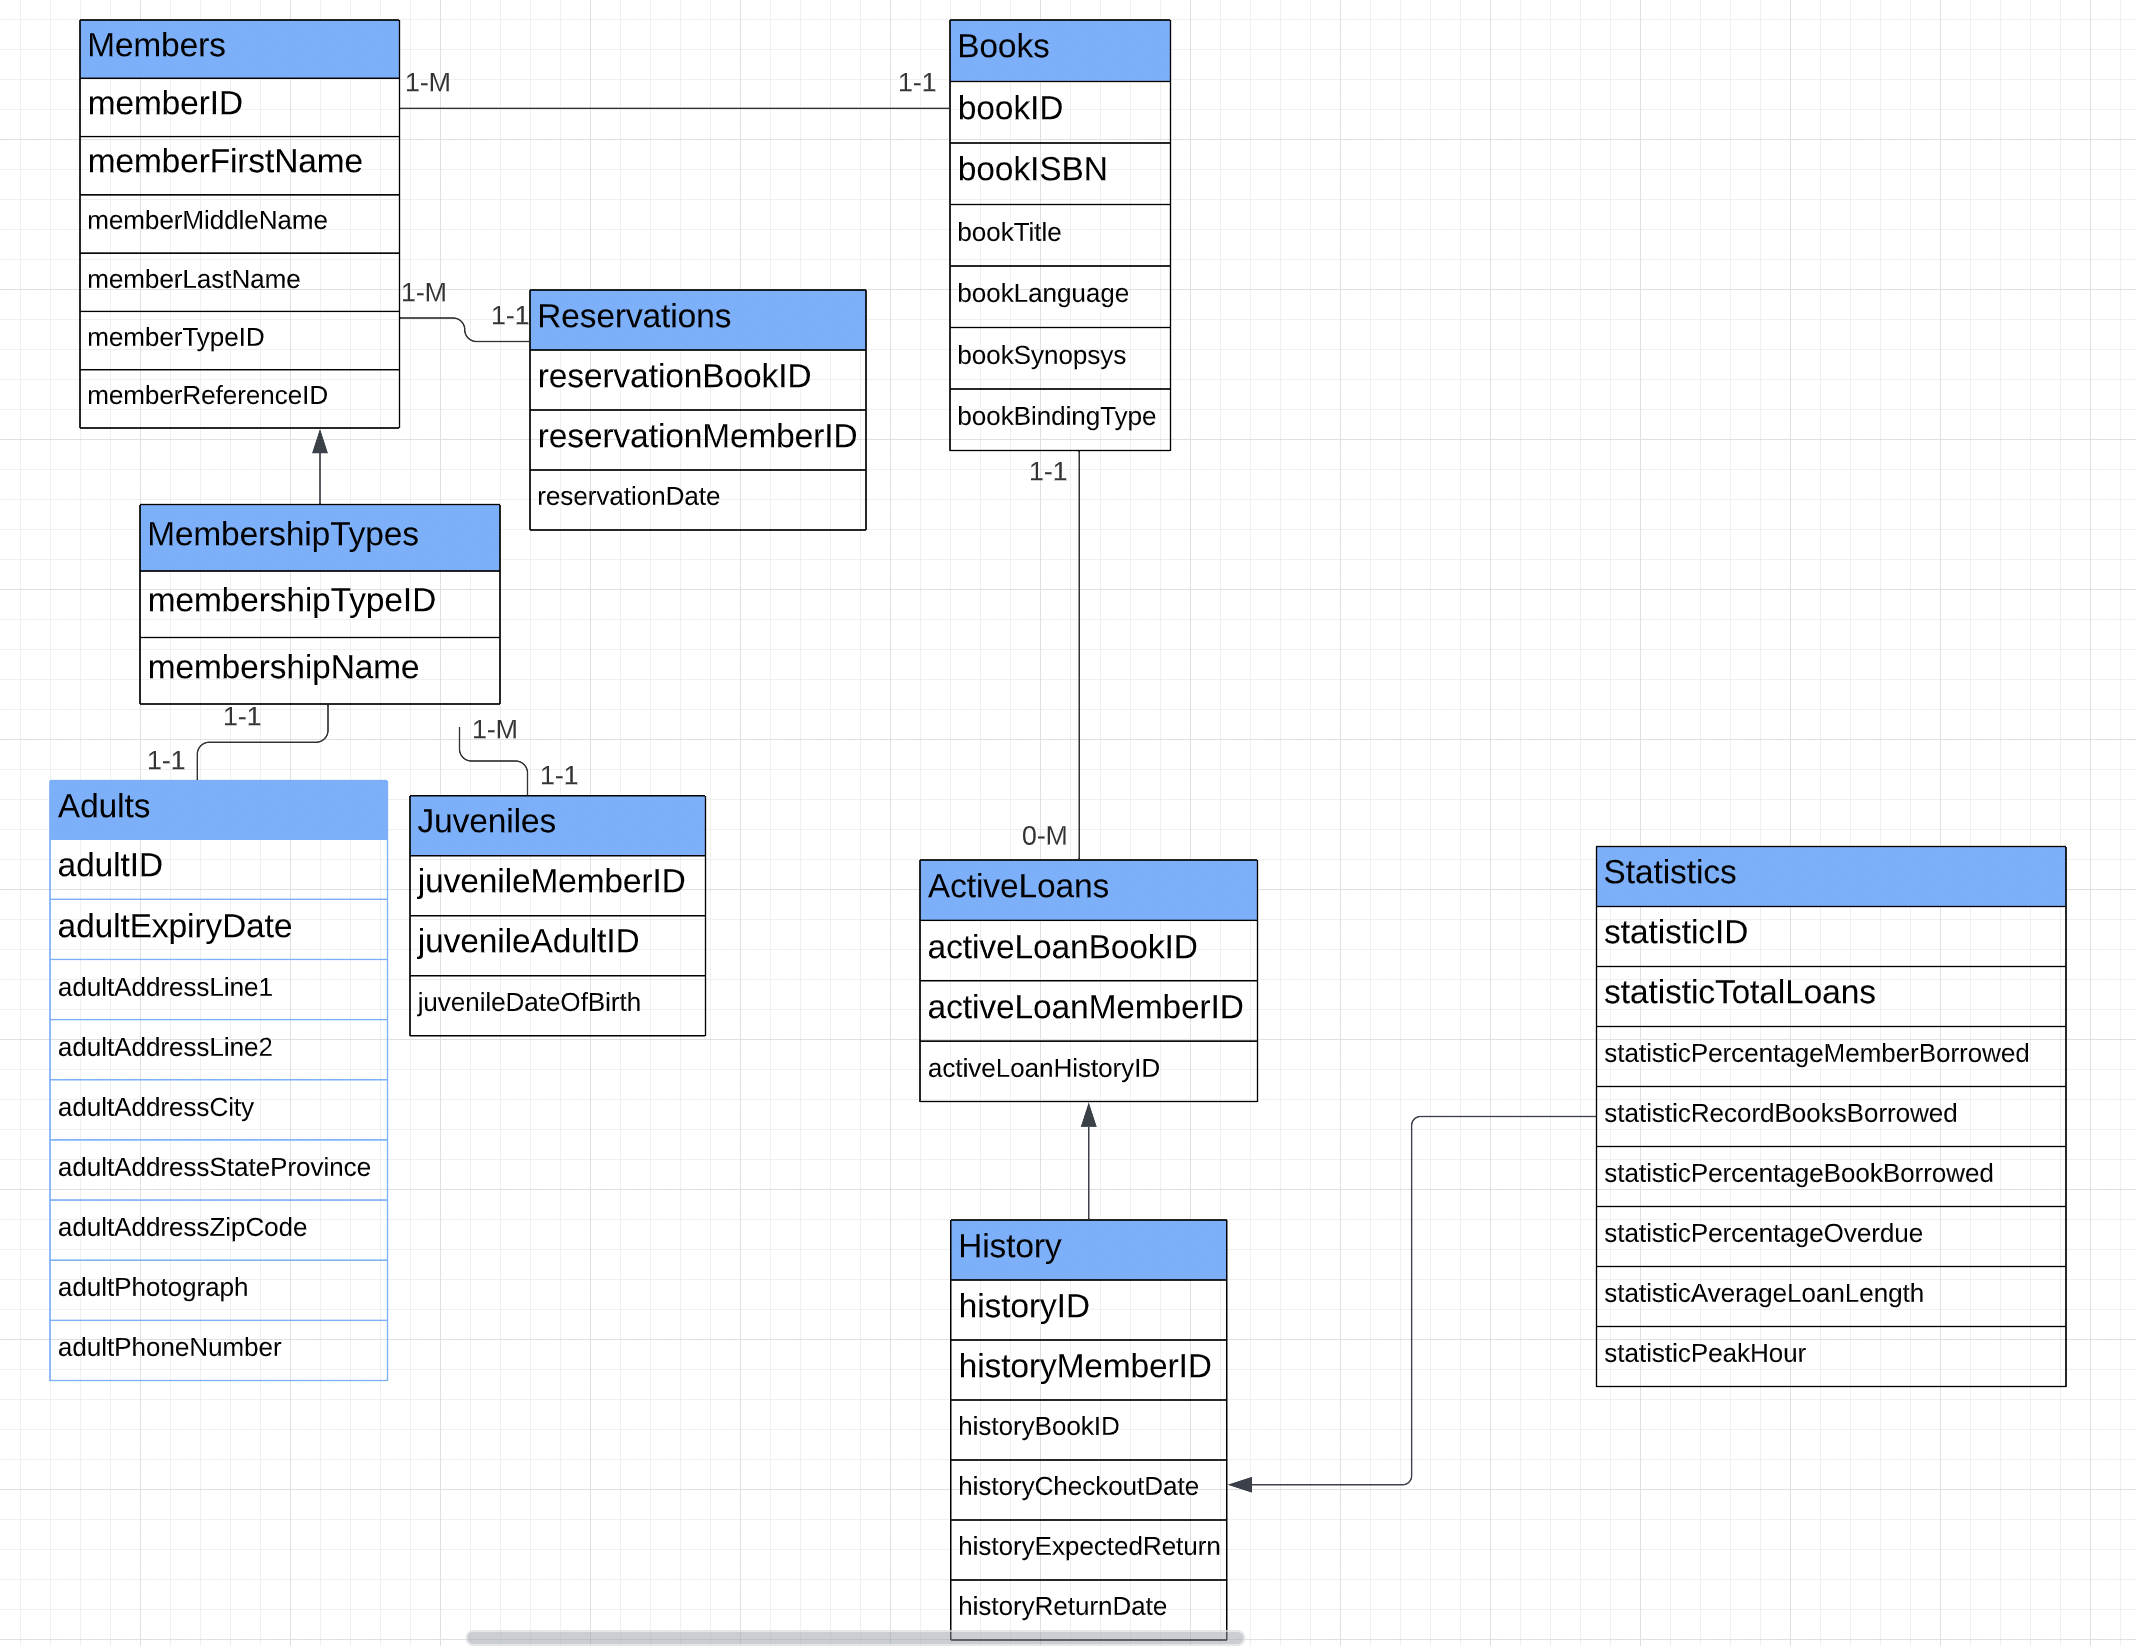 Members
memberID
memberFirstName
memberMiddleName
memberLastName
memberTypeID
memberReferenceID
1-M
1-1
Books
bookID
bookISBN
bookTitle
bookLanguage
bookSynopsys
bookBindingType
1-M
1-1
Reservations
reservationBookID
reservationMemberID
reservationDate
MembershipTypes
membershipTypeID
membershipName
1-1
1-1
1-M
1-1
Adults
adultID
adultExpiryDate
adultAddressLine1
adultAddressLine2
adultAddressCity
adultAddressStateProvince
adultAddressZipCode
adultPhotograph
adultPhoneNumber
Juveniles
juvenileMemberID
juvenileAdultID
juvenileDateOfBirth
1-1
0-M
ActiveLoans
activeLoanBookID
activeLoanMemberID
activeLoanHistoryID
History
historyID
historyMemberID
historyBookID
historyCheckoutDate
historyExpectedReturn
historyReturnDate
Statistics
statisticID
statisticTotalLoans
statisticPercentageMemberBorrowed
statisticRecordBooksBorrowed
statisticPercentageBookBorrowed
statisticPercentageOverdue
statisticAverageLoanLength
statisticPeakHour